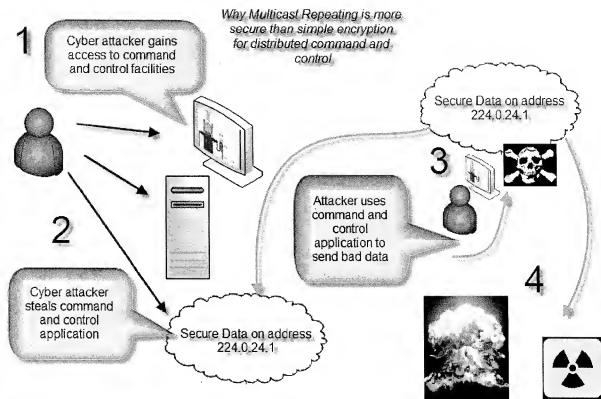 Why Multicast Repeating is more
secure than simple encryption
for distributed command and
control
1
Cyber attacker gains
access to command
and control facilities
Secure Data on address
224.0.24.1
3
Attacker uses
command and
control
application to
send bad data
2
Cyber attacker
steals command
and control
application
Secure Data on address
224.0.24.1
4